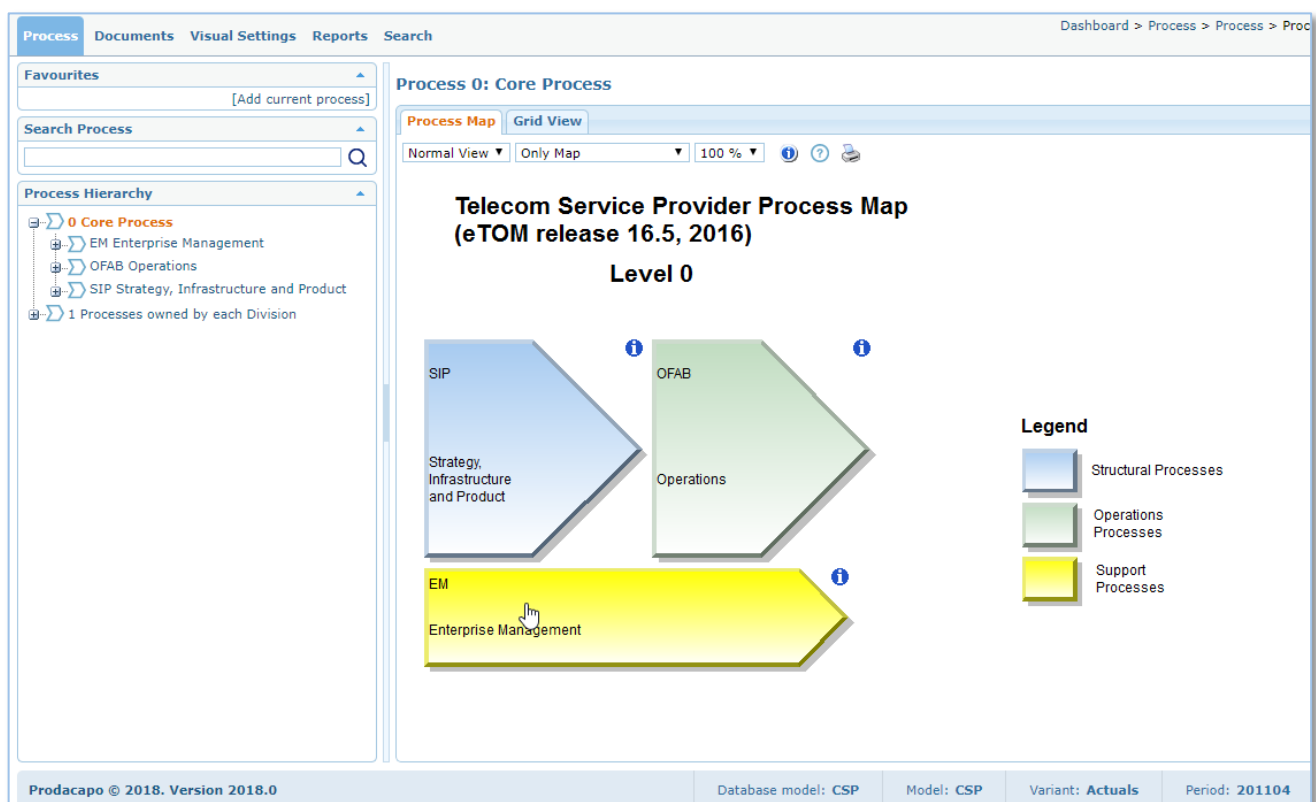 Process Documents Visual Settings Reports Search
Dashboard > Process > Process > Proc
Favourites
[Add current process]
Search Process
Process Hierarchy
0 Core Process
EM Enterprise Management
OFAB Operations
SIP Strategy, Infrastructure and Product
1 Processes owned by each Division
Process 0: Core Process
Process Map Grid View
Normal View Only Map 100 %
Telecom Service Provider Process Map
(eTOM release 16.5, 2016)
Level 0
SIP
Strategy,
Infrastructure
and Product
OFAB
Operations
EM
Enterprise Management
Legend
Structural Processes
Operations
Processes
Support
Processes
Prodacapo © 2018. Version 2018.0
Database model: CSP
Model: CSP
Variant: Actuals
Period: 201104